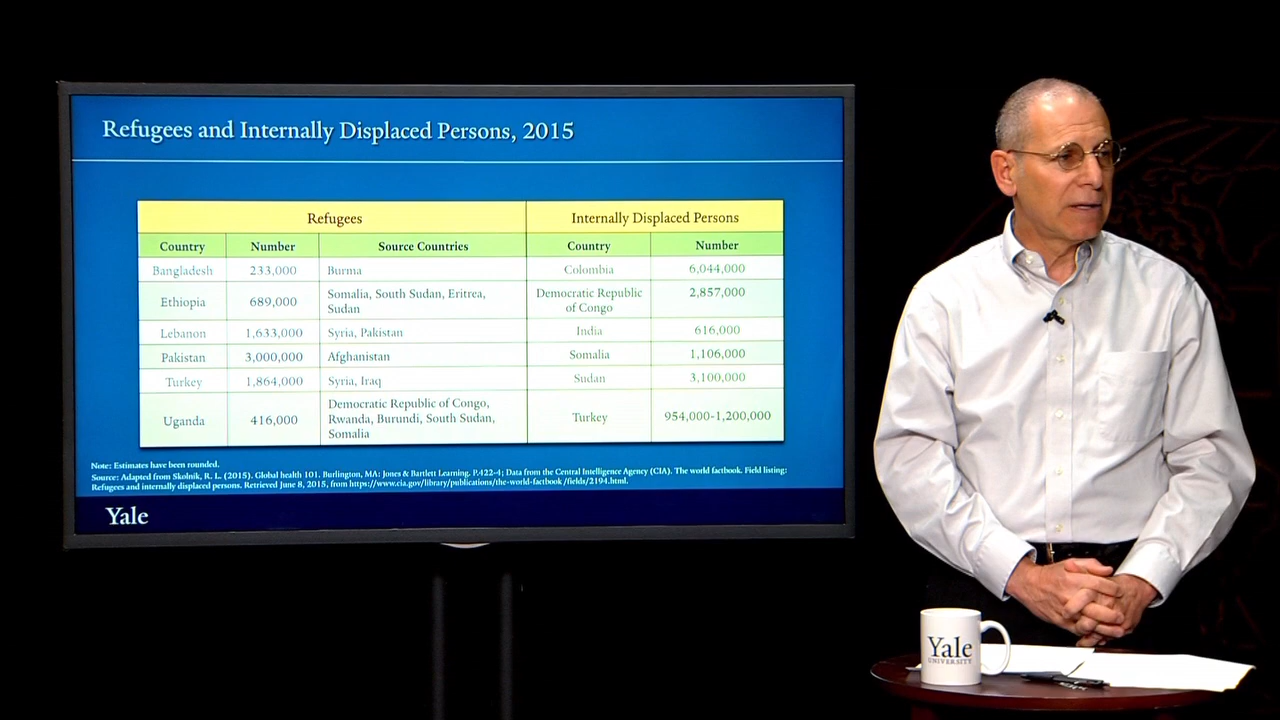 Refugees and Internally Displaced Persons, 2015
Refugees Internally Displaced Persons
Country Number Source Countries Country Number
Bangladesh 233,000 Burma Colombia 6,044,000
Ethiopia 689,000 Somalia, South Sudan, Eritrea, Sudan Democratic Republic of Congo 2,857,000
Lebanon 1,633,000 Syria, Pakistan India 616,000
Pakistan 3,000,000 Afghanistan Somalia 1,106,000
Turkey 1,864,000 Syria, Iraq Sudan 3,100,000
Uganda 416,000 Democratic Republic of Congo, Rwanda, Burundi, South Sudan, Somalia Turkey 954,000-1,200,000
Note: Estimates have been rounded.
Source: Adapted from Skolnik, R. L. (2015). Global health 101. Burlington, MA: Jones & Bartlett Learning. P.422-4; Data from the Central Intelligence Agency (CIA). The world factbook. Field listing:
Refugees and internally displaced persons. Retrieved June 8, 2015, from https://www.cia.gov/library/publications/the-world-factbook /fields/2194.html.
Yale
Yale
UNIVERSITY